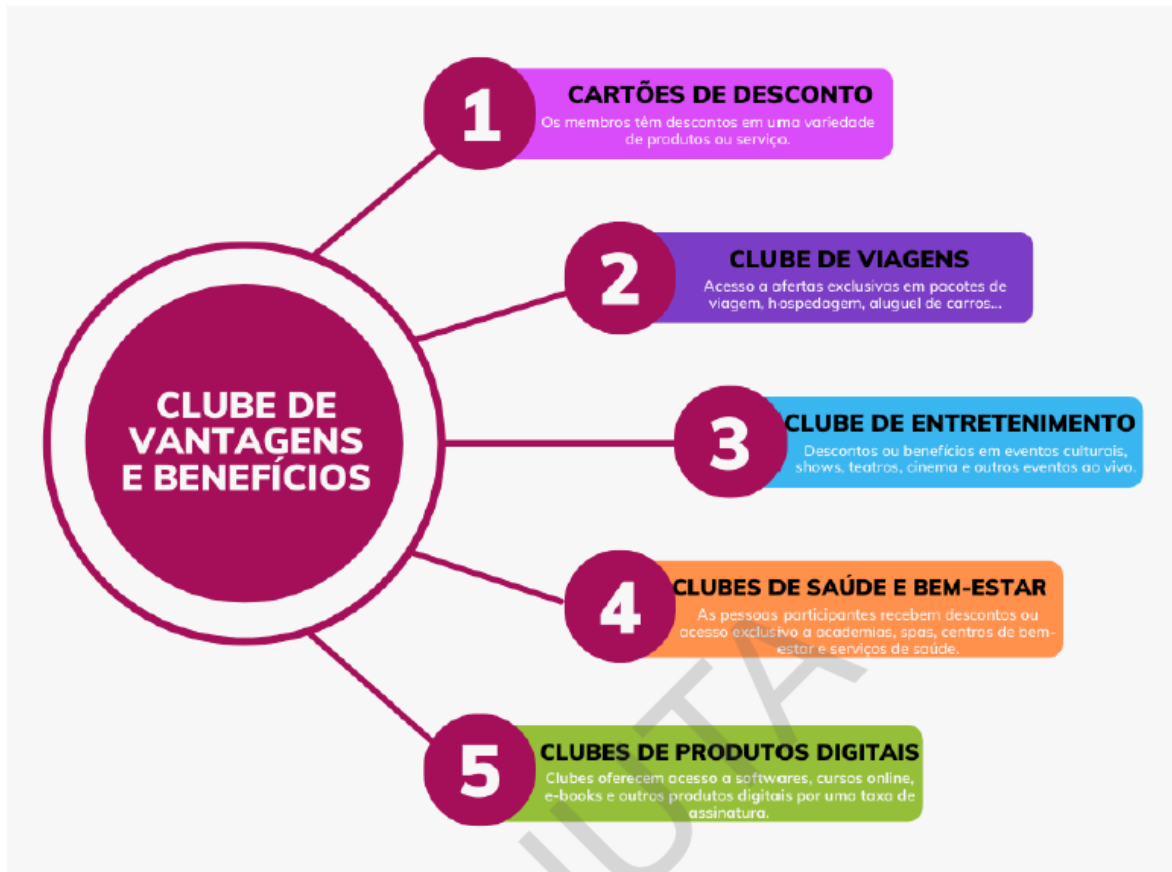 1
CARTÕES DE DESCONTO
Os membros têm descontos em uma variedade
de produtos ou serviço.
2
CLUBE DE VIAGENS
Acesso a ofertas exclusivas em pacotes de
viagem, hospedagem, aluguel de carros...
CLUBE DE
VANTAGENS
E BENEFÍCIOS
3
CLUBE DE ENTRETENIMENTO
Descontos ou benefícios em eventos culturais,
shows, teatros, cinema e outros eventos ao vivo.
4
CLUBES DE SAÚDE E BEM-ESTAR
As pessoas participantes recebem descontos ou
acesso exclusivo a academias, spas, centros de bem-
estar e serviços de saúde.
5
CLUBES DE PRODUTOS DIGITAIS
Clubes oferecem acesso a softwares, cursos online,
e-books e outros produtos digitais por uma taxa de
assinatura.